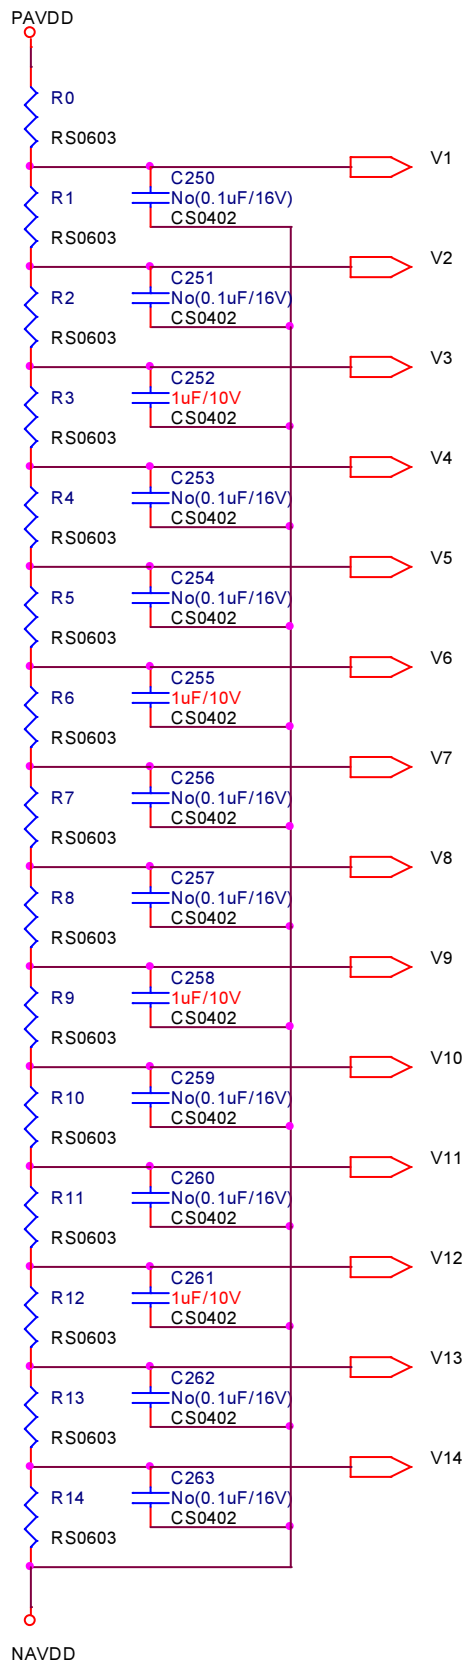 PAVDD
R0
RS0603
V1
C250
R1
No(0.1uF/16V)
CS0402
RS0603
V2
C251
R2
No(0.1uF/16V)
CS0402
RS0603
V3
C252
R3
1uF/10V
CS0402
RS0603
V4
C253
R4
No(0.1uF/16V)
CS0402
RS0603
V5
C254
R5
No(0.1uF/16V)
CS0402
RS0603
V6
C255
R6
1uF/10V
CS0402
RS0603
V7
C256
R7
No(0.1uF/16V)
CS0402
RS0603
V8
C257
R8
No(0.1uF/16V)
CS0402
RS0603
V9
C258
R9
1uF/10V
CS0402
RS0603
V10
C259
R10
No(0.1uF/16V)
CS0402
RS0603
V11
C260
R11
No(0.1uF/16V)
CS0402
RS0603
V12
C261
R12
1uF/10V
CS0402
RS0603
V13
C262
R13
No(0.1uF/16V)
CS0402
RS0603
V14
C263
R14
No(0.1uF/16V)
CS0402
RS0603
NAVDD